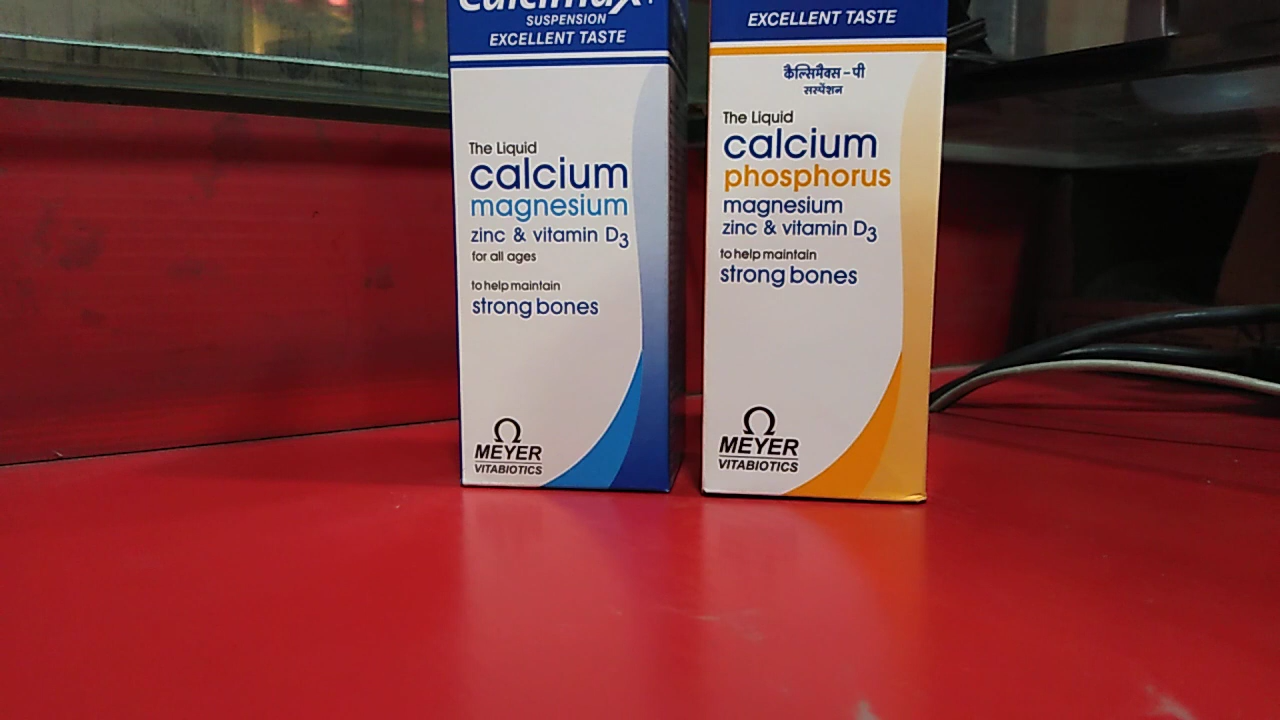 Calcimax+
SUSPENSION
EXCELLENT TASTE
The Liquid
calcium
magnesium
zinc & vitamin D3
for all ages
to help maintain
strong bones
MEYER
VITABIOTICS
EXCELLENT TASTE
कैल्सिमैक्स - पी
सस्पेंशन
The Liquid
calcium
phosphorus
magnesium
zinc & vitamin D3
to help maintain
strong bones
MEYER
VITABIOTICS